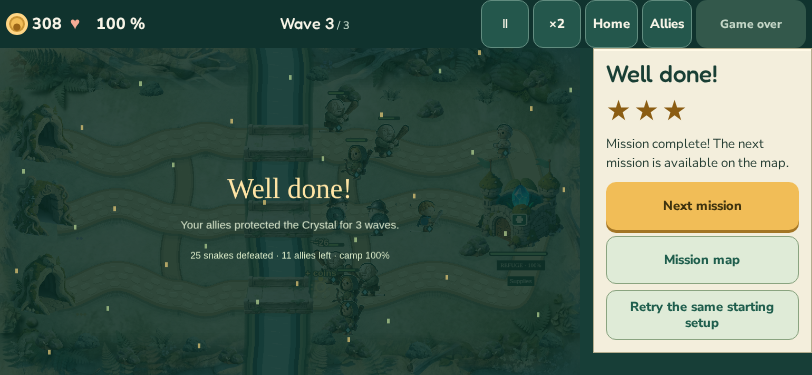 308 ♥ 100 %
Wave 3 / 3
II
×2
Home
Allies
Game over
Well done!
★★★
Mission complete! The next
mission is available on the map.
Next mission
Mission map
Retry the same starting
setup
Well done!
Your allies protected the Crystal for 3 waves.
25 snakes defeated · 11 allies left · camp 100%